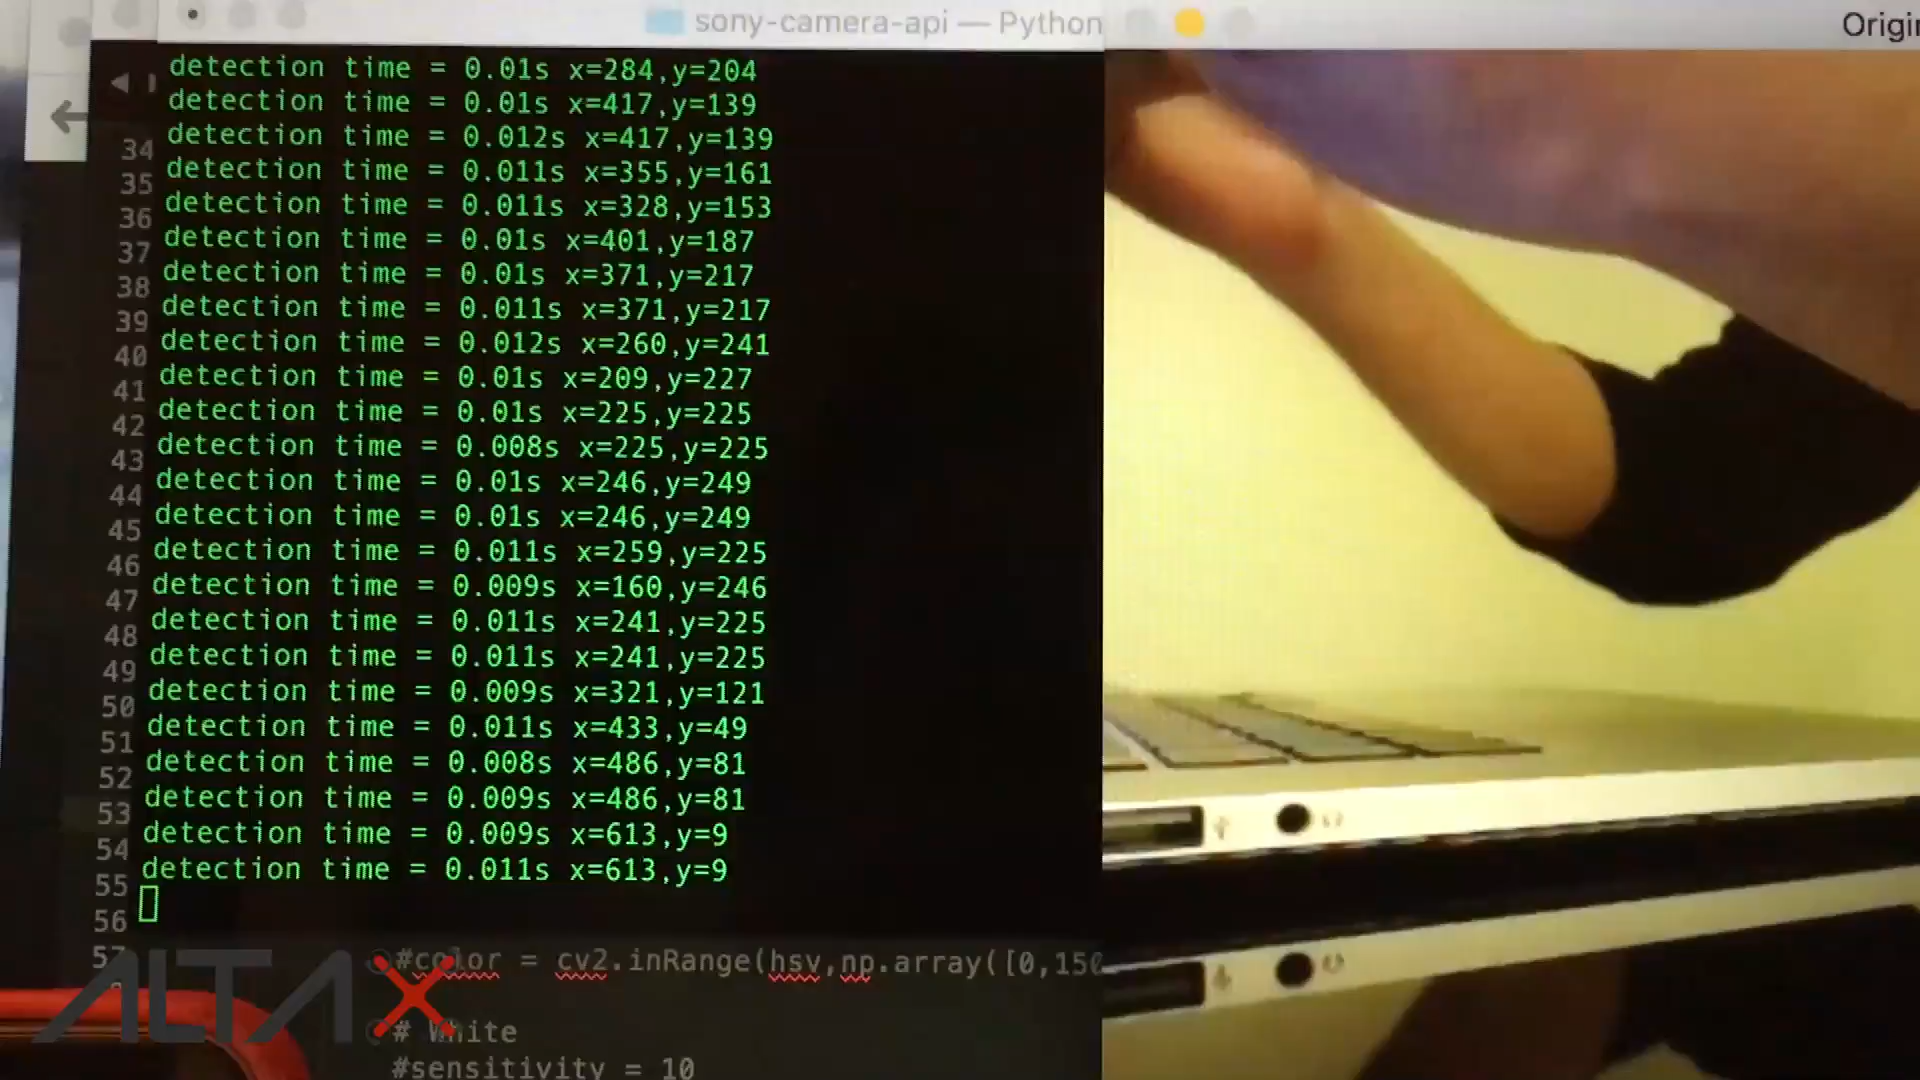 sony-camera-api — Python
Origin
detection time = 0.01s x=284,y=204
detection time = 0.01s x=417,y=139
detection time = 0.012s x=417,y=139
detection time = 0.011s x=355,y=161
detection time = 0.011s x=328,y=153
detection time = 0.01s x=401,y=187
detection time = 0.01s x=371,y=217
detection time = 0.011s x=371,y=217
detection time = 0.012s x=260,y=241
detection time = 0.01s x=209,y=227
detection time = 0.01s x=225,y=225
detection time = 0.008s x=225,y=225
detection time = 0.01s x=246,y=249
detection time = 0.01s x=246,y=249
detection time = 0.011s x=259,y=225
detection time = 0.009s x=160,y=246
detection time = 0.011s x=241,y=225
detection time = 0.011s x=241,y=225
detection time = 0.009s x=321,y=121
detection time = 0.011s x=433,y=49
detection time = 0.008s x=486,y=81
detection time = 0.009s x=486,y=81
detection time = 0.009s x=613,y=9
detection time = 0.011s x=613,y=9
34
35
36
37
38
39
40
41
42
43
44
45
46
47
48
49
50
51
52
53
54
55
56
57
#color = cv2.inRange(hsv,np.array([0,150
# White
#sensitivity = 10
ALTAX